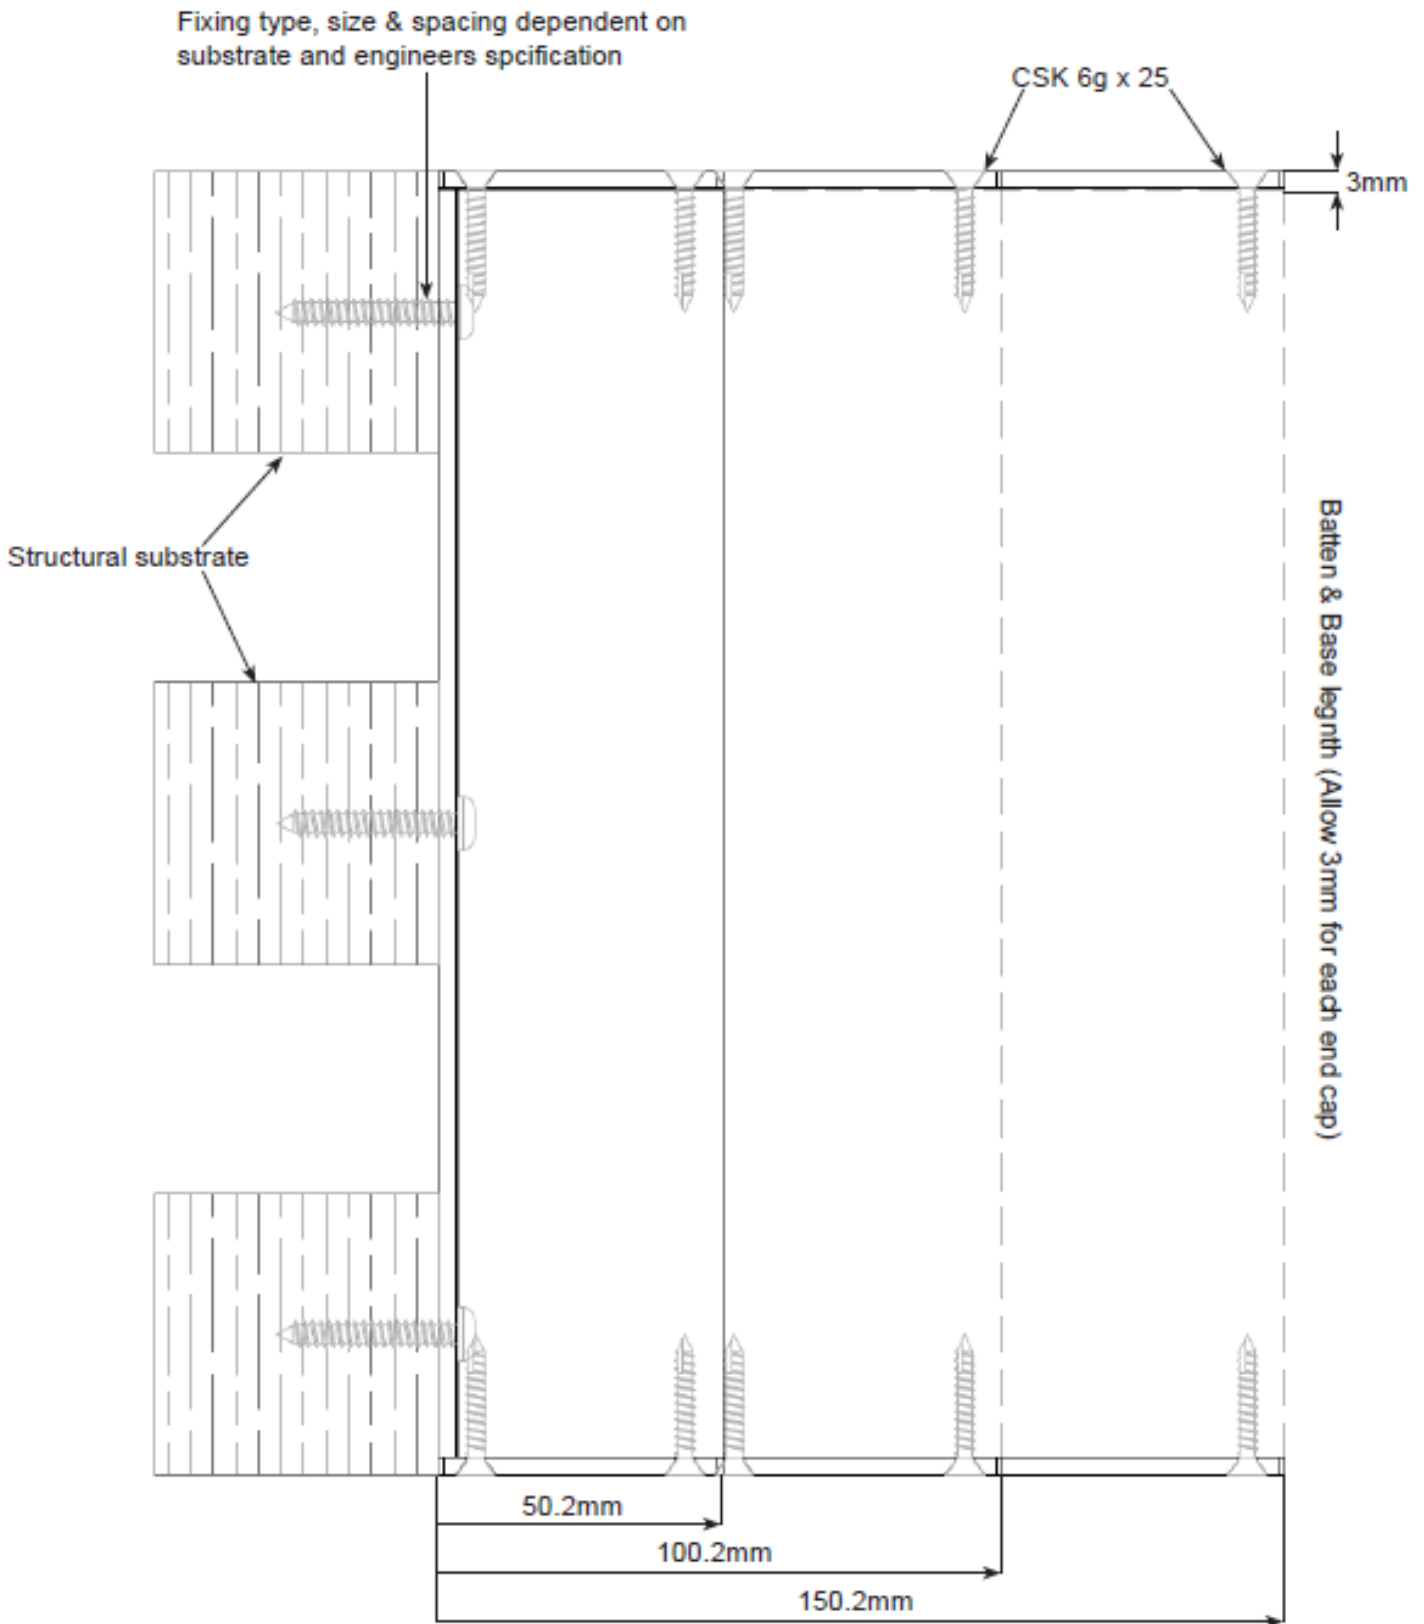 Fixing type, size & spacing dependent on
substrate and engineers spcification
CSK 6g x 25
3mm
Structural substrate
Batten & Base legnth (Allow 3mm for each end cap)
50.2mm
100.2mm
150.2mm